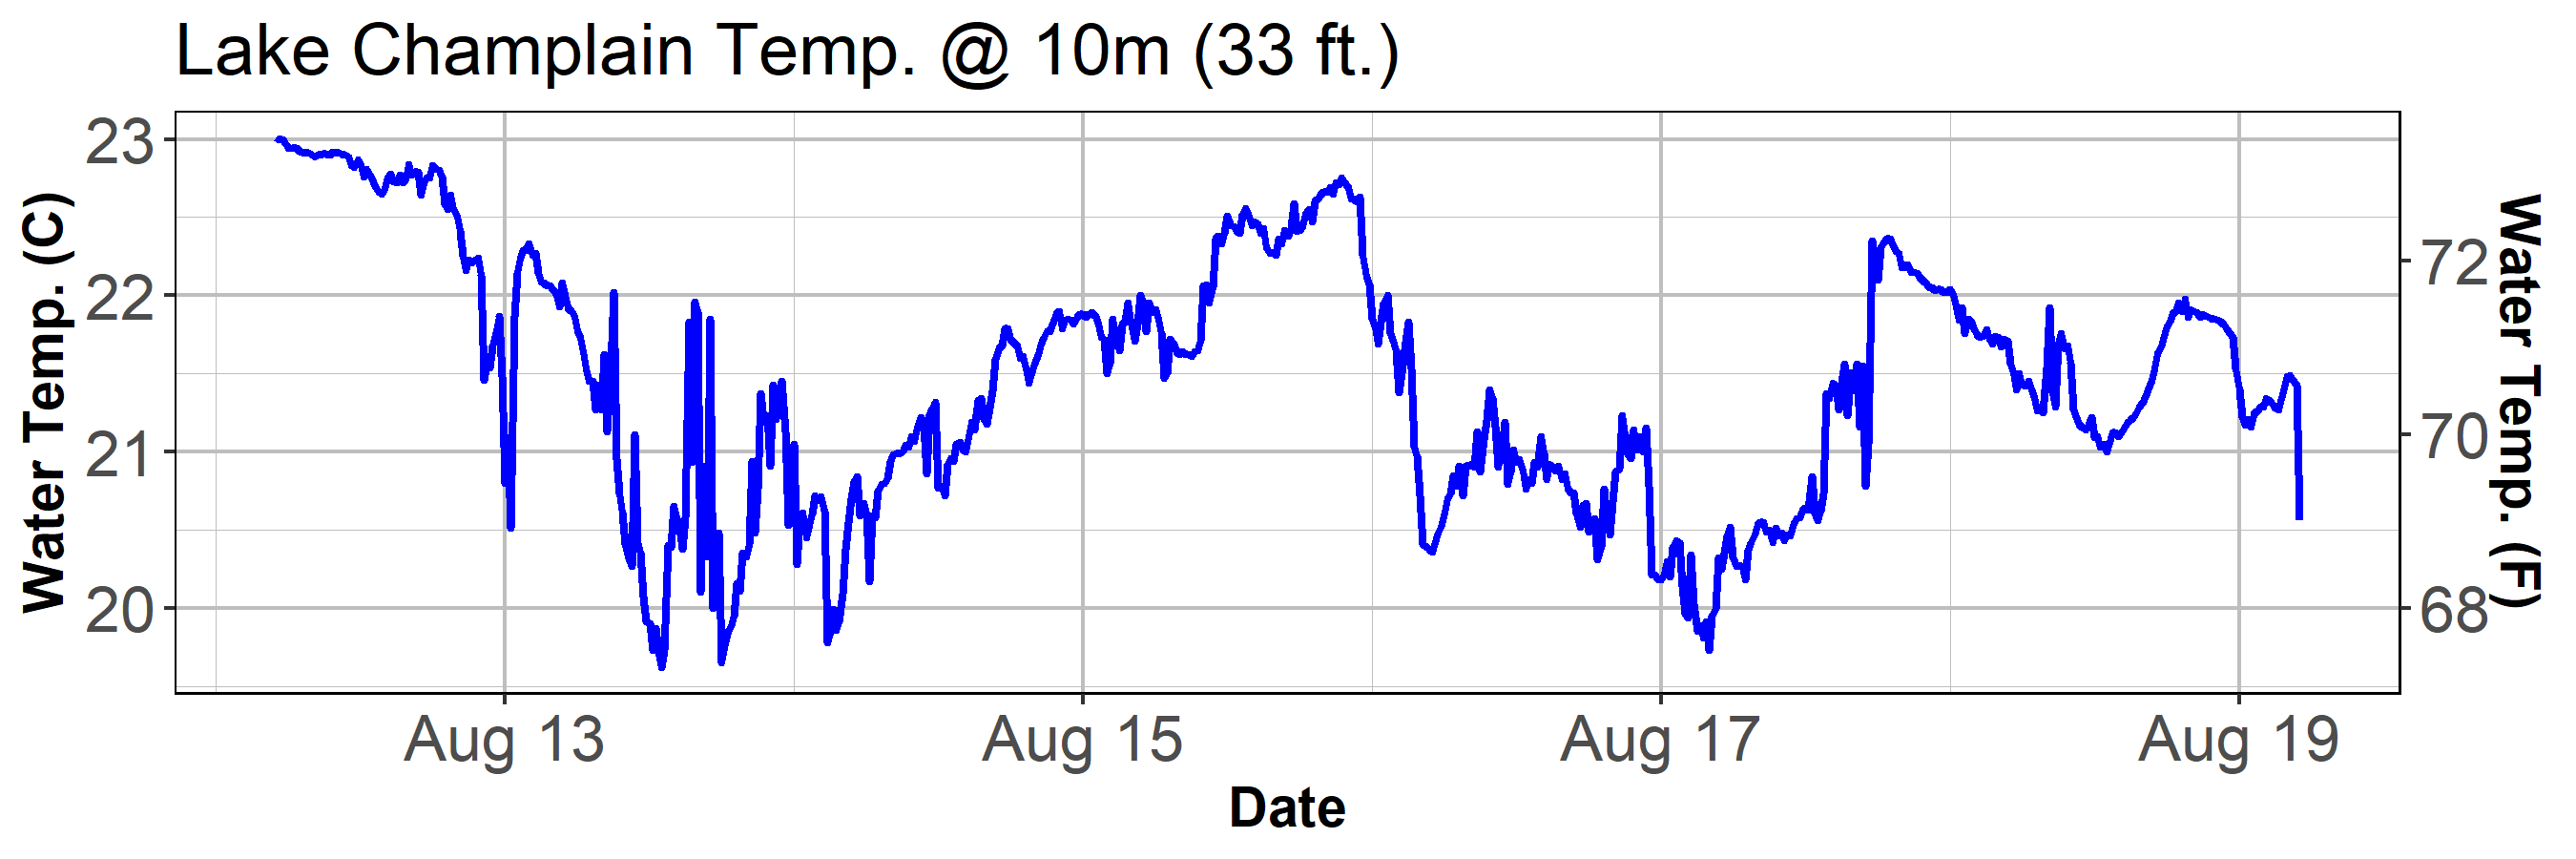 Lake Champlain Temp. @ 10m (33 ft.)
Water Temp. (C)
23
22
21
20
72
70
68
Water Temp. (F)
Aug 13
Aug 15
Aug 17
Aug 19
Date